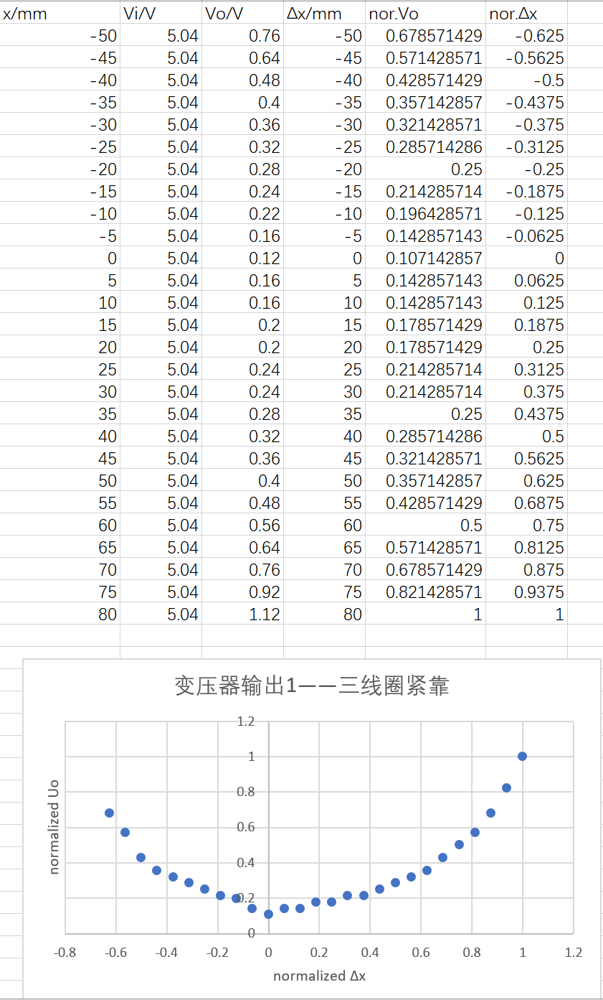 x/mm Vi/V Vo/V Δx/mm nor.Vo nor.Δx
-50 5.04 0.76 -50 0.678571429 -0.625
-45 5.04 0.64 -45 0.571428571 -0.5625
-40 5.04 0.48 -40 0.428571429 -0.5
-35 5.04 0.4 -35 0.357142857 -0.4375
-30 5.04 0.36 -30 0.321428571 -0.375
-25 5.04 0.32 -25 0.285714286 -0.3125
-20 5.04 0.28 -20 0.25 -0.25
-15 5.04 0.24 -15 0.214285714 -0.1875
-10 5.04 0.22 -10 0.196428571 -0.125
-5 5.04 0.16 -5 0.142857143 -0.0625
0 5.04 0.12 0 0.107142857 0
5 5.04 0.16 5 0.142857143 0.0625
10 5.04 0.16 10 0.142857143 0.125
15 5.04 0.2 15 0.178571429 0.1875
20 5.04 0.2 20 0.178571429 0.25
25 5.04 0.24 25 0.214285714 0.3125
30 5.04 0.24 30 0.214285714 0.375
35 5.04 0.28 35 0.25 0.4375
40 5.04 0.32 40 0.285714286 0.5
45 5.04 0.36 45 0.321428571 0.5625
50 5.04 0.4 50 0.357142857 0.625
55 5.04 0.48 55 0.428571429 0.6875
60 5.04 0.56 60 0.5 0.75
65 5.04 0.64 65 0.571428571 0.8125
70 5.04 0.76 70 0.678571429 0.875
75 5.04 0.92 75 0.821428571 0.9375
80 5.04 1.12 80 1 1
变压器输出1——三线圈紧靠
normalized Uo
1.2
1
0.8
0.6
0.4
0.2
0
-0.8 -0.6 -0.4 -0.2 0 0.2 0.4 0.6 0.8 1 1.2
normalized Δx